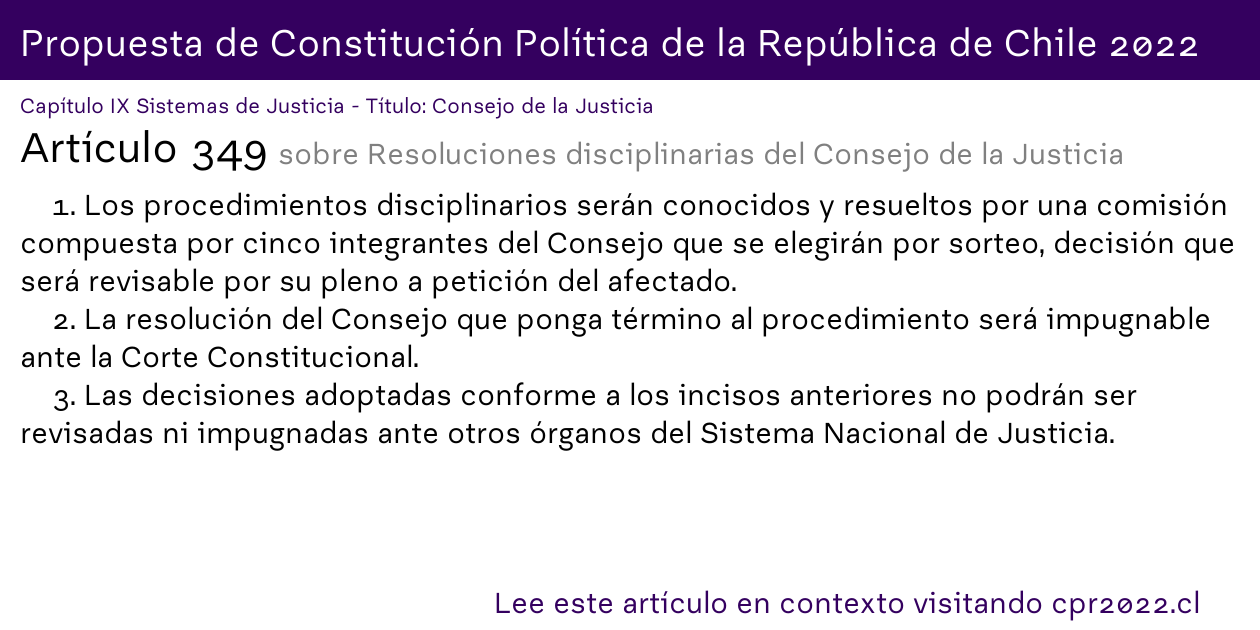 Propuesta de Constitución Política de la República de Chile 2022
Capítulo IX Sistemas de Justicia - Título: Consejo de la Justicia
Artículo 349 sobre Resoluciones disciplinarias del Consejo de la Justicia
1. Los procedimientos disciplinarios serán conocidos y resueltos por una comisión
compuesta por cinco integrantes del Consejo que se elegirán por sorteo, decisión que
será revisable por su pleno a petición del afectado.
2. La resolución del Consejo que ponga término al procedimiento será impugnable
ante la Corte Constitucional.
3. Las decisiones adoptadas conforme a los incisos anteriores no podrán ser
revisadas ni impugnadas ante otros órganos del Sistema Nacional de Justicia.
Lee este artículo en contexto visitando cpr2022.cl